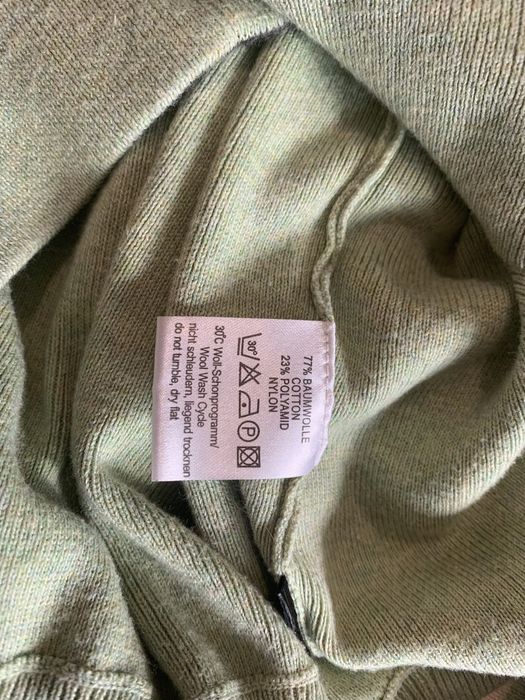 77% BAUMWOLLE
COTTON
23% POLYAMID
NYLON
30°
P
30°C Woll-Schonprogramm/
Wool Wash Cycle
nicht schleudern, liegend trocknen
do not tumble, dry flat